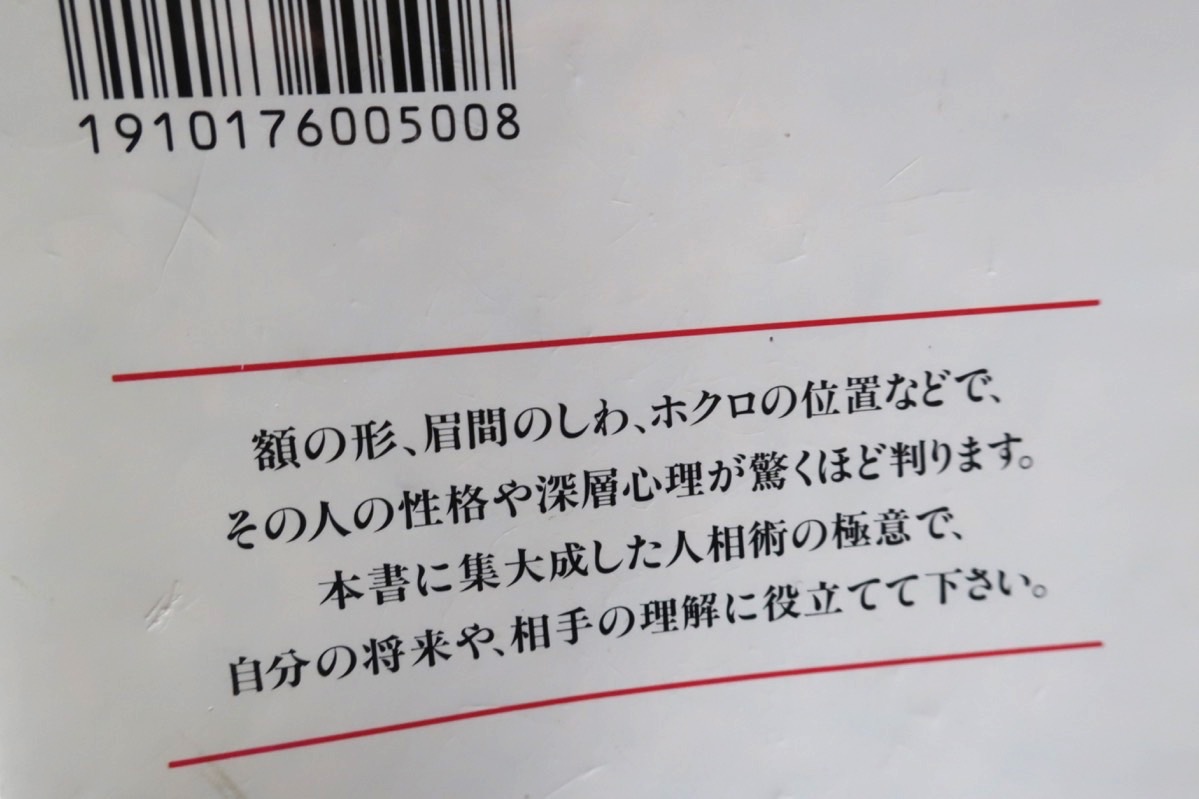 1910176005008
額の形、眉間のしわ、ホクロの位置などで、
その人の性格や深層心理が驚くほど判ります。
本書に集大成した人相術の極意で、
自分の将来や、相手の理解に役立てて下さい。